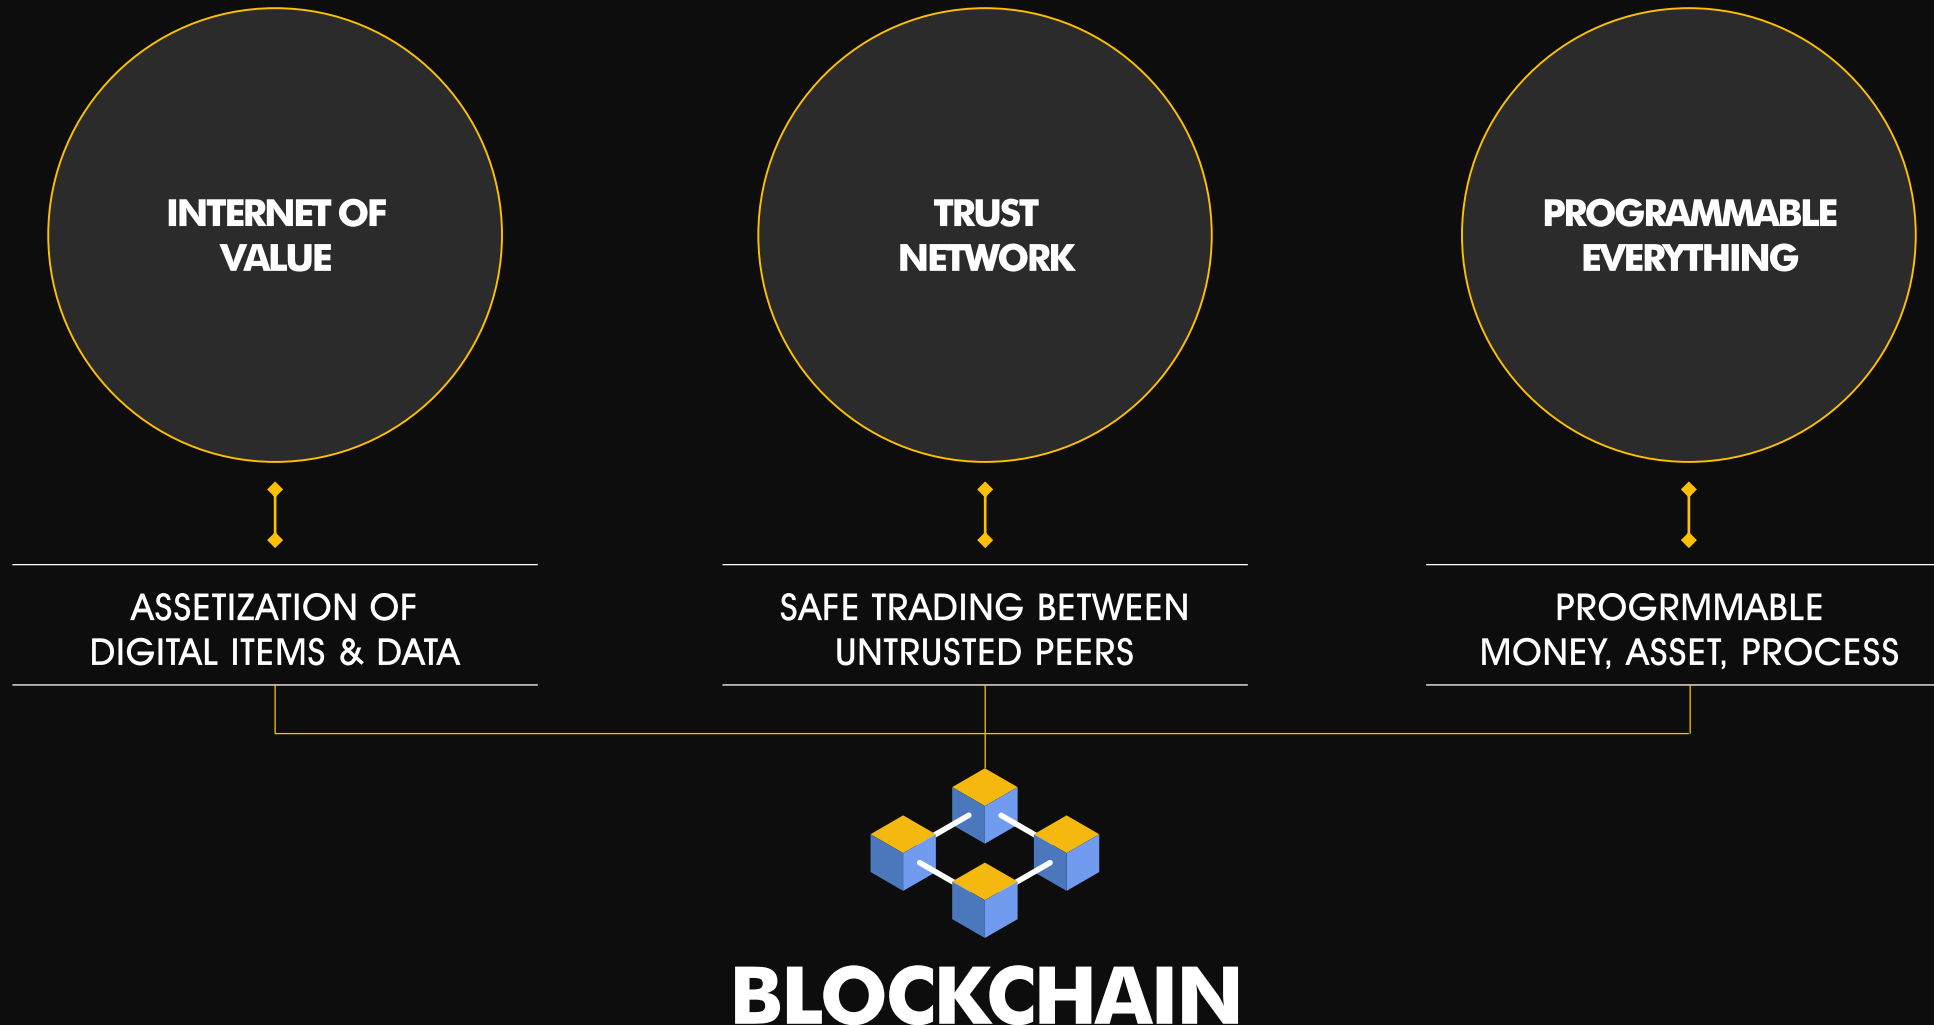 INTERNET OF
VALUE
TRUST
NETWORK
PROGRAMMABLE
EVERYTHING
ASSETIZATION OF
DIGITAL ITEMS & DATA
SAFE TRADING BETWEEN
UNTRUSTED PEERS
PROGRMMABLE
MONEY, ASSET, PROCESS
BLOCKCHAIN